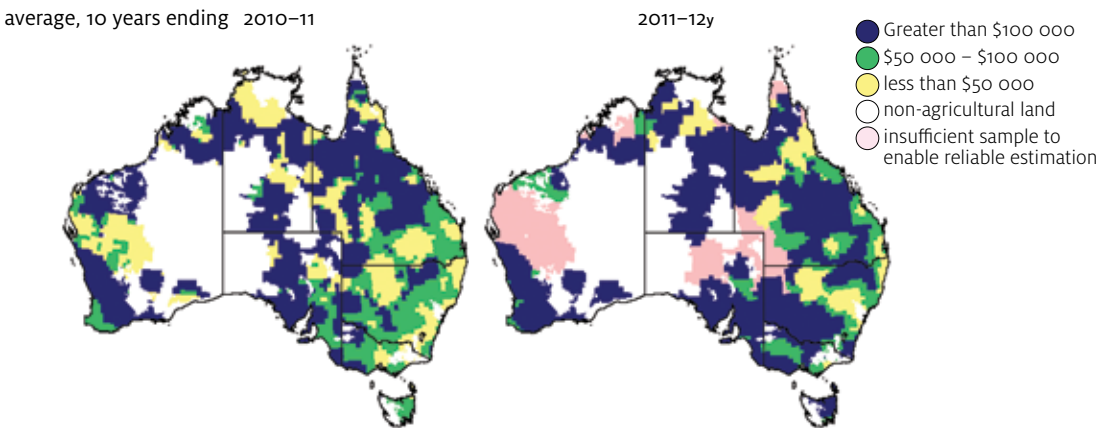 average, 10 years ending 2010–11
2011–12y
Greater than $100 000
$50 000 – $100 000
less than $50 000
non-agricultural land
insufficient sample to
enable reliable estimation